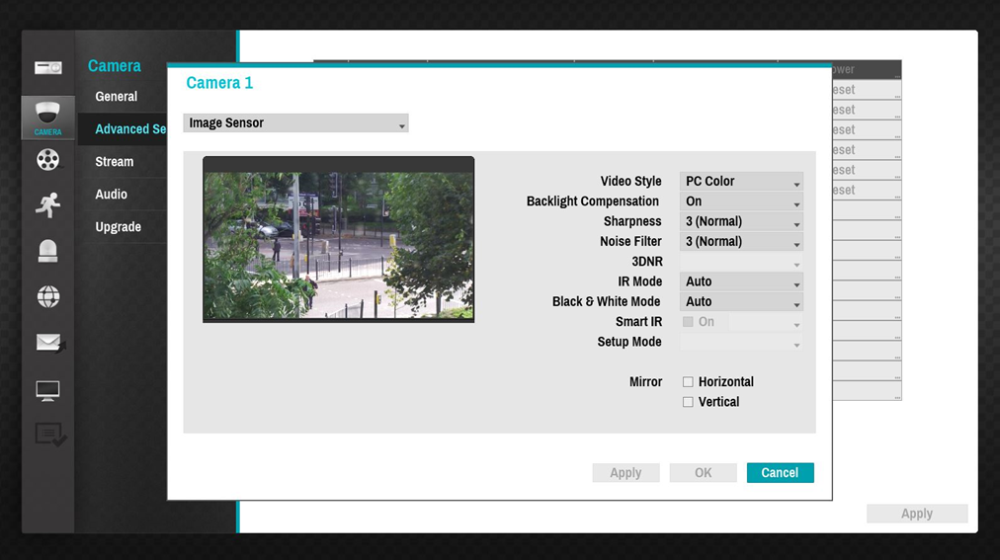 Camera
General
Advanced Se
Stream
Audio
Upgrade
CAMERA
Camera 1
Image Sensor
Video Style PC Color
Backlight Compensation On
Sharpness 3 (Normal)
Noise Filter 3 (Normal)
3DNR
IR Mode Auto
Black & White Mode Auto
Smart IR On
Setup Mode
Mirror Horizontal
Vertical
Apply OK Cancel
ower
eset
eset
eset
eset
eset
eset
Apply